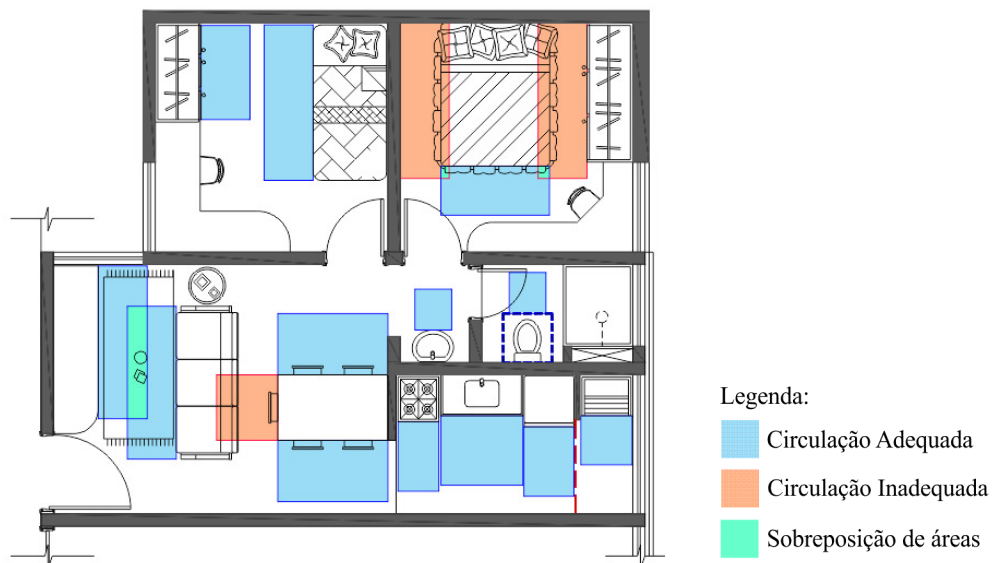 Legenda:
Circulação Adequada
Circulação Inadequada
Sobreposição de áreas